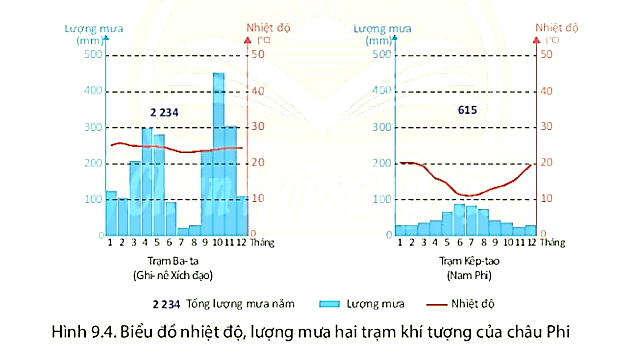 Lượng mưa
(mm)
Nhiệt độ
(°C)
500
400
300
200
100
0
50
40
30
20
10
0
2 234
1 2 3 4 5 6 7 8 9 10 11 12 Tháng
Trạm Ba- ta
(Ghi- nê Xích đạo)
Lượng mưa
(mm)
Nhiệt độ
(°C)
500
400
300
200
100
0
50
40
30
20
10
0
615
1 2 3 4 5 6 7 8 9 10 11 12 Tháng
Trạm Kêp-tao
(Nam Phi)
2 234 Tổng lượng mưa năm Lượng mưa Nhiệt độ
Hình 9.4. Biểu đồ nhiệt độ, lượng mưa hai trạm khí tượng của châu Phi